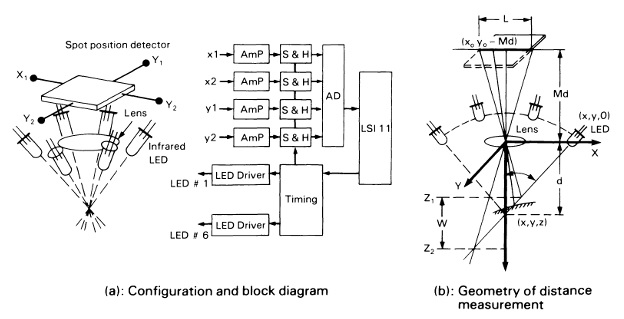 Spot position detector
X1
Y1
Y2
Y2
Lens
Infrared
LED
x1 AmP S & H
x2 AmP S & H
y1 AmP S & H
y2 AmP S & H
AD
LSI 11
LED # 1 LED Driver
Timing
LED # 6 LED Driver
(a): Configuration and block diagram
L
(xo yo – Md)
Md
(x,y,0)
LED
Lens
X
Y
d
Z1
W
(x,y,z)
Z2
(b): Geometry of distance
measurement